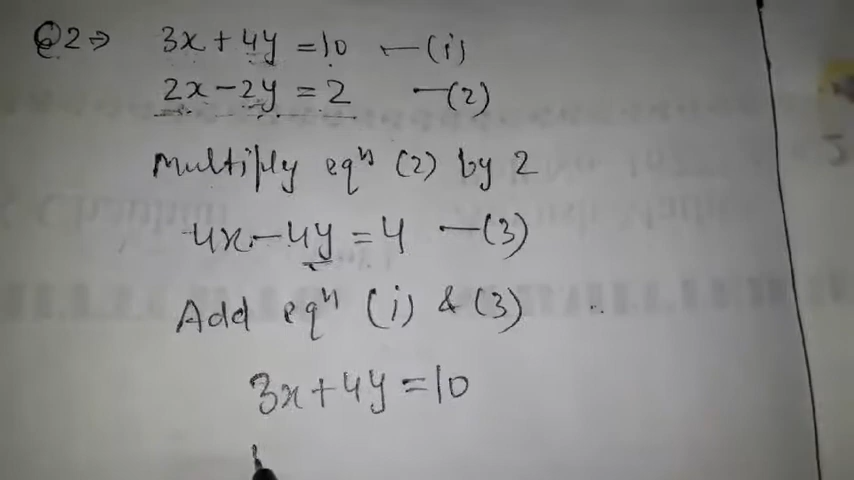 Q2⇒ 3x + 4y = 10 —(i)
2x - 2y = 2 —(2)
Multiply eqⁿ (2) by 2
4x - 4y = 4 —(3)
Add eqⁿ (i) & (3)
3x + 4y = 10